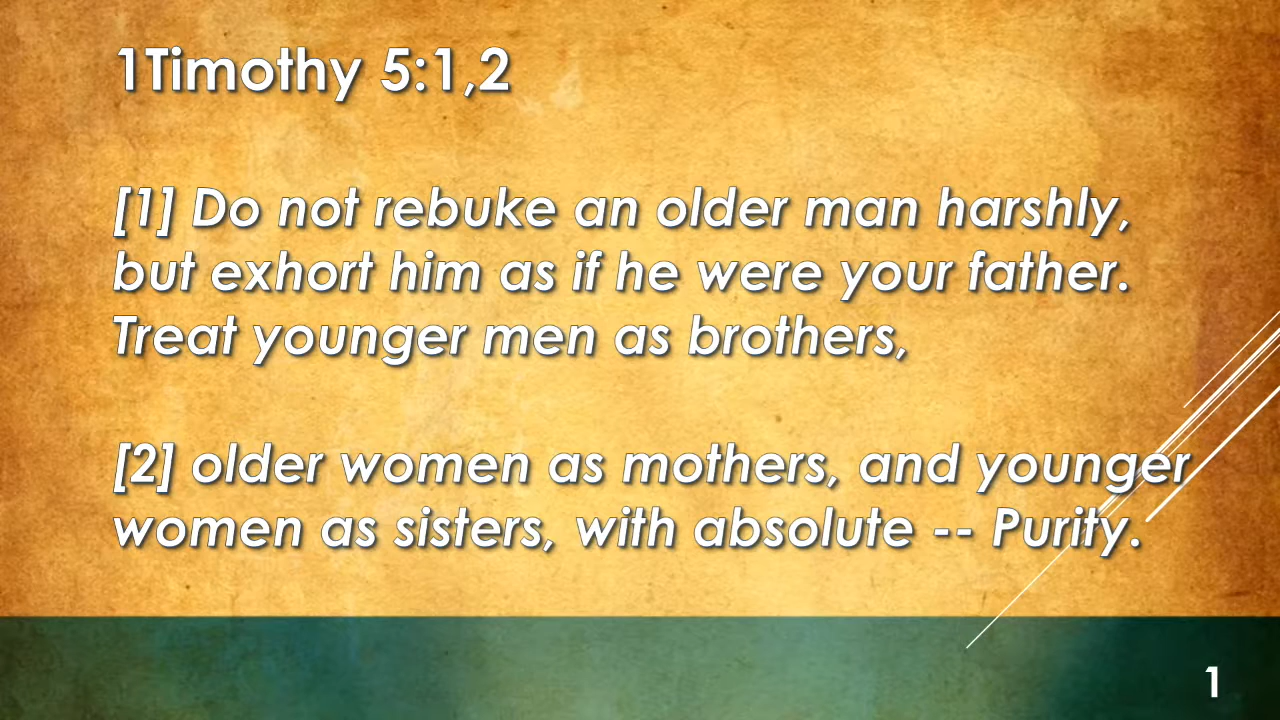 1Timothy 5:1,2
[1] Do not rebuke an older man harshly,
but exhort him as if he were your father.
Treat younger men as brothers,
[2] older women as mothers, and younger
women as sisters, with absolute -- Purity.
1